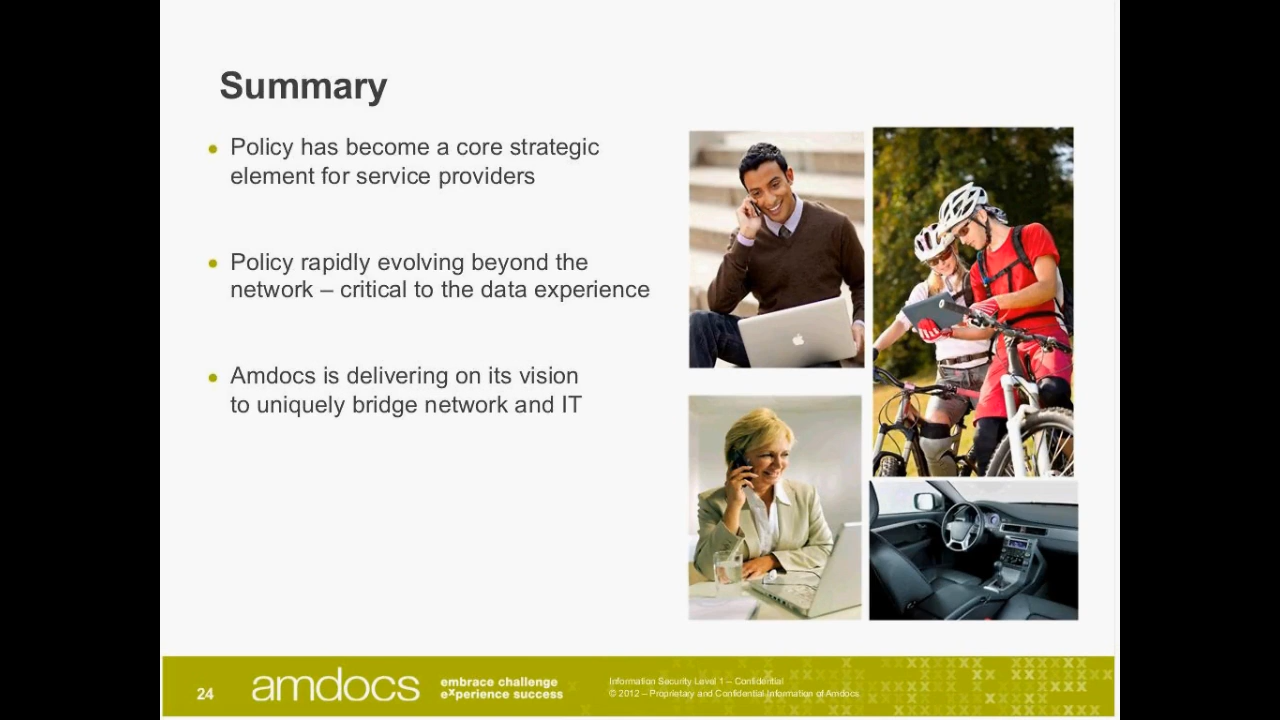 Summary
• Policy has become a core strategic
element for service providers
• Policy rapidly evolving beyond the
network – critical to the data experience
• Amdocs is delivering on its vision
to uniquely bridge network and IT
24
amdocs
embrace challenge
experience success
Information Security Level 1 – Confidential
© 2012 – Proprietary and Confidential Information of Amdocs